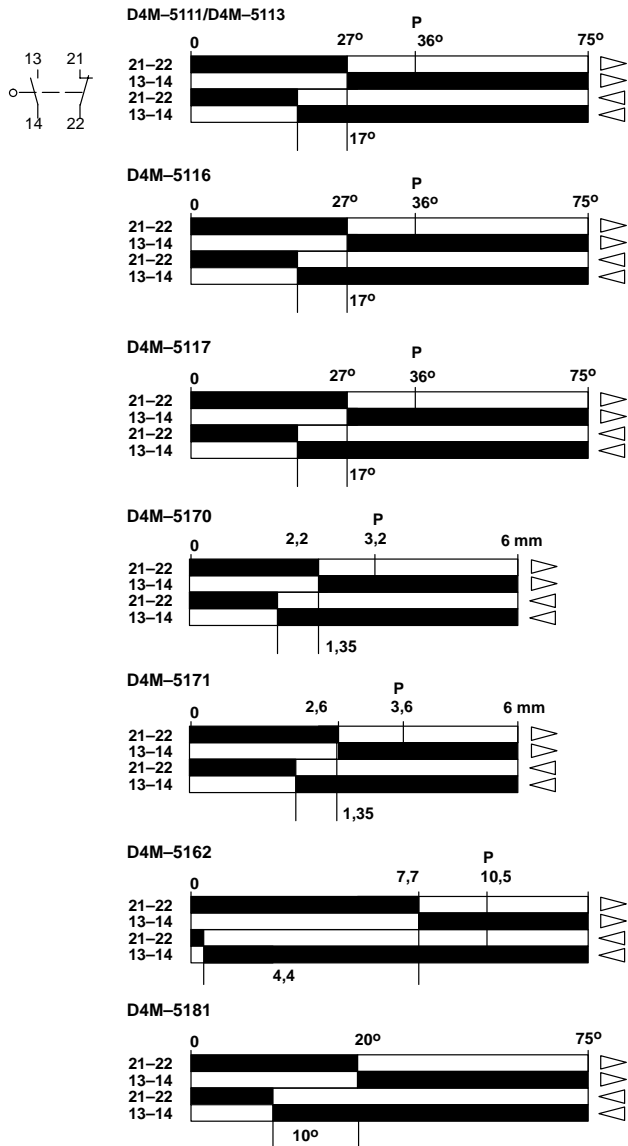 D4M–5111/D4M–5113
P
0 27º 36º 75º
13 21
14 22
21–22
13–14
21–22
13–14
17º
D4M–5116
P
0 27º 36º 75º
21–22
13–14
21–22
13–14
17º
D4M–5117
P
0 27º 36º 75º
21–22
13–14
21–22
13–14
17º
D4M–5170
P
0 2,2 3,2 6 mm
21–22
13–14
21–22
13–14
1,35
D4M–5171
P
0 2,6 3,6 6 mm
21–22
13–14
21–22
13–14
1,35
D4M–5162
P
0 7,7 10,5
21–22
13–14
21–22
13–14
4,4
D4M–5181
0 20º 75º
21–22
13–14
21–22
13–14
10º